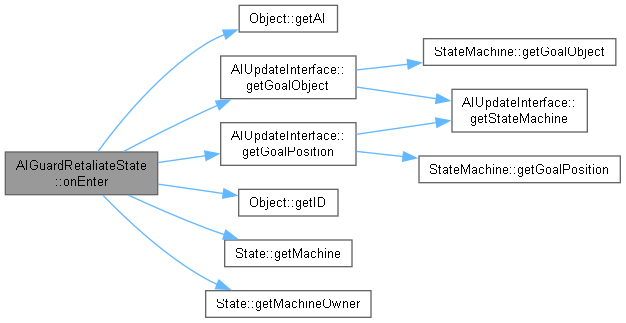 Object::getAI
StateMachine::getGoalObject
AIUpdateInterface::
getGoalObject
AIUpdateInterface::
getStateMachine
AIUpdateInterface::
getGoalPosition
AIGuardRetaliateState
::onEnter
StateMachine::getGoalPosition
Object::getID
State::getMachine
State::getMachineOwner